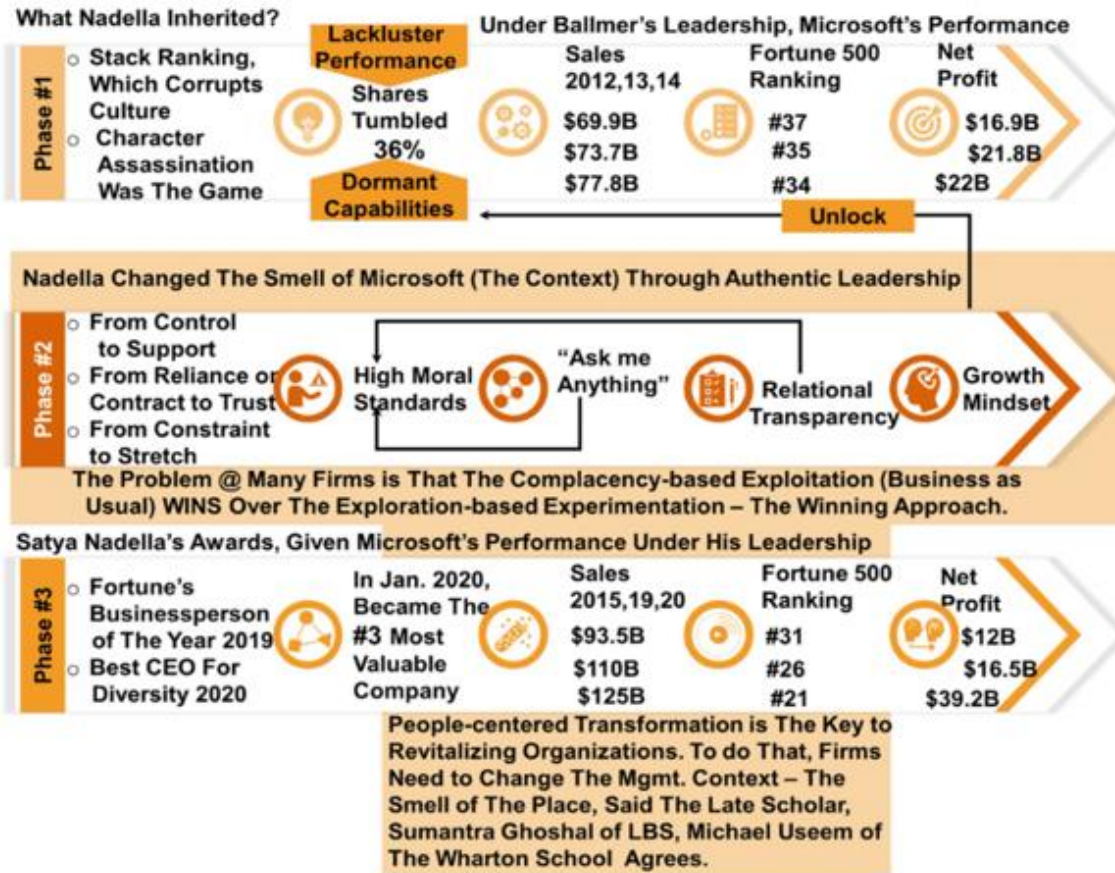 What Nadella Inherited?
Under Ballmer's Leadership, Microsoft's Performance
Phase #1
Stack Ranking,
Which Corrupts
Culture
Character
Assassination
Was The Game
Lackluster
Performance
Shares
Tumbled
36%
Dormant
Capabilities
Sales
2012,13,14
$69.9B
$73.7B
$77.8B
Fortune 500
Ranking
#37
#35
#34
Net
Profit
$16.9B
$21.8B
$22B
Unlock
Nadella Changed The Smell of Microsoft (The Context) Through Authentic Leadership
Phase #2
From Control
to Support
From Reliance on
Contract to Trust
From Constraint
to Stretch
High Moral
Standards
"Ask me
Anything"
Relational
Transparency
Growth
Mindset
The Problem @ Many Firms is That The Complacency-based Exploitation (Business as
Usual) WINS Over The Exploration-based Experimentation – The Winning Approach.
Satya Nadella's Awards, Given Microsoft's Performance Under His Leadership
Phase #3
Fortune's
Businessperson
of The Year 2019
Best CEO For
Diversity 2020
In Jan. 2020,
Became The
#3 Most
Valuable
Company
Sales
2015,19,20
$93.5B
$110B
$125B
Fortune 500
Ranking
#31
#26
#21
Net
Profit
$12B
$16.5B
$39.2B
People-centered Transformation is The Key to
Revitalizing Organizations. To do That, Firms
Need to Change The Mgmt. Context – The
Smell of The Place, Said The Late Scholar,
Sumantra Ghoshal of LBS, Michael Useem of
The Wharton School Agrees.